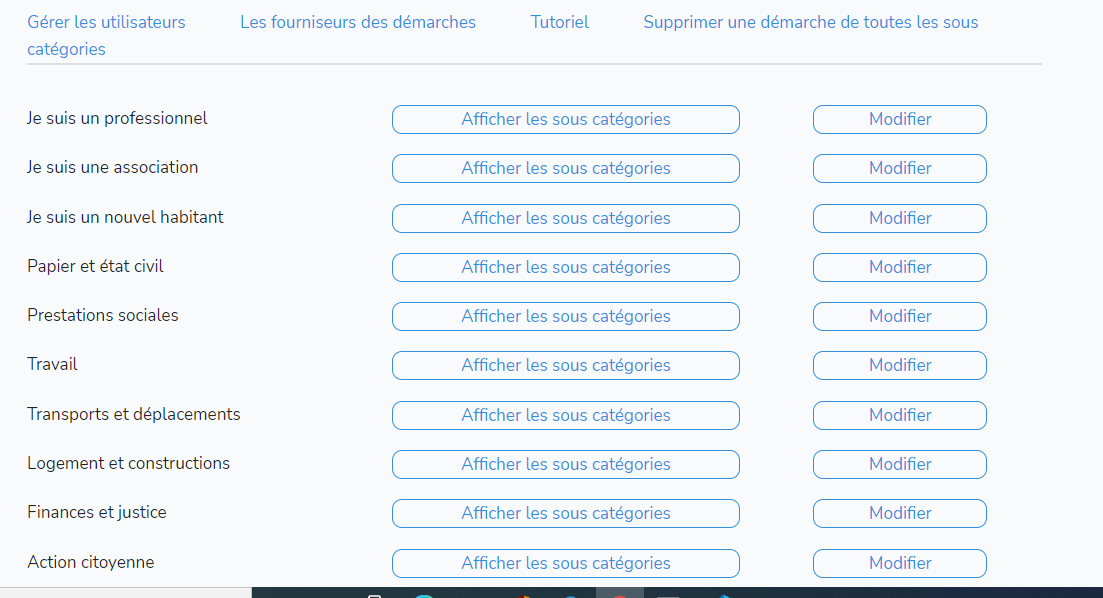 Gérer les utilisateurs Les fourniseurs des démarches Tutoriel Supprimer une démarche de toutes les sous
catégories
Je suis un professionnel Afficher les sous catégories Modifier
Je suis une association Afficher les sous catégories Modifier
Je suis un nouvel habitant Afficher les sous catégories Modifier
Papier et état civil Afficher les sous catégories Modifier
Prestations sociales Afficher les sous catégories Modifier
Travail Afficher les sous catégories Modifier
Transports et déplacements Afficher les sous catégories Modifier
Logement et constructions Afficher les sous catégories Modifier
Finances et justice Afficher les sous catégories Modifier
Action citoyenne Afficher les sous catégories Modifier